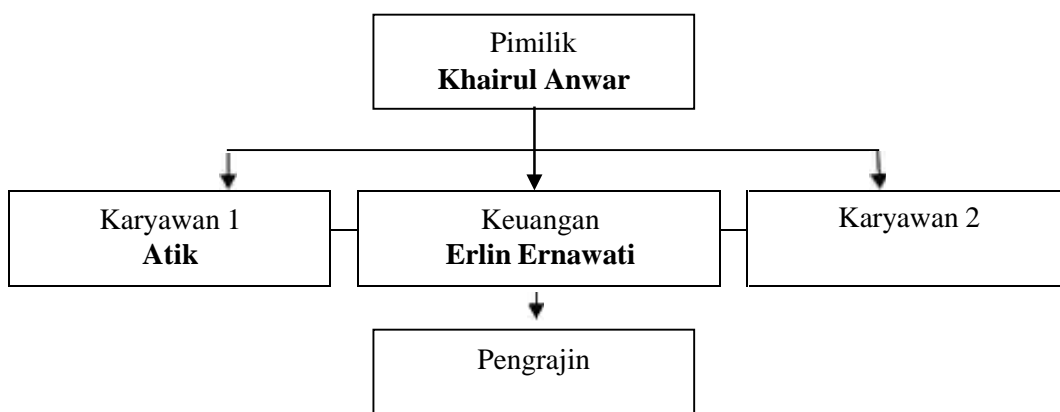 Pimilik
Khairul Anwar
Karyawan 1
Atik
Keuangan
Erlin Ernawati
Karyawan 2
Pengrajin